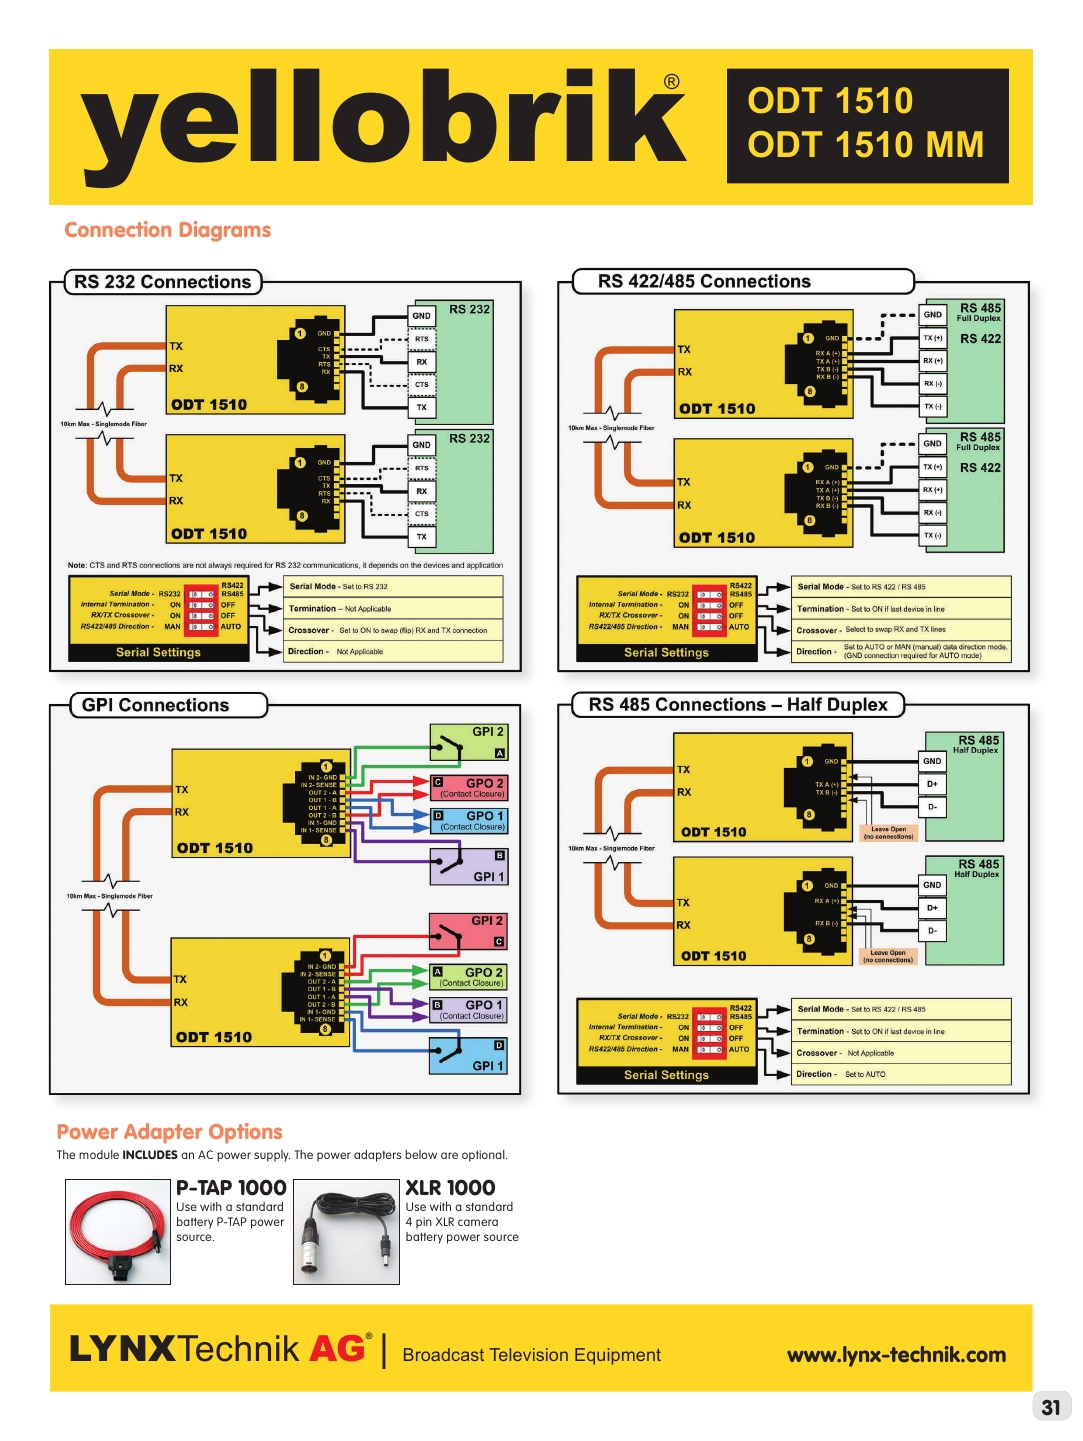 yellobrik®
ODT 1510
ODT 1510 MM
Connection Diagrams
RS 232 Connections
RS 232
GND
RTS
RX
CTS
TX
1
GND
CTS
TX
RTS
RX
8
TX
RX
ODT 1510
10km Max - Singlemode Fiber
RS 232
GND
RTS
RX
CTS
TX
1
GND
CTS
TX
RTS
RX
8
TX
RX
ODT 1510
Note: CTS and RTS connections are not always required for RS 232 communications, it depends on the devices and application
RS422
Serial Mode - RS232 RS485
Internal Termination - ON OFF
RX/TX Crossover - ON OFF
RS422/485 Direction - MAN AUTO
Serial Settings
Serial Mode - Set to RS 232
Termination – Not Applicable
Crossover - Set to ON to swap (flip) RX and TX connection
Direction - Not Applicable
RS 422/485 Connections
RS 485
Full Duplex
RS 422
GND
TX (+)
RX (+)
RX (-)
TX (-)
1
GND
RX A (+)
TX A (+)
TX B (-)
RX B (-)
8
TX
RX
ODT 1510
10km Max - Singlemode Fiber
RS 485
Full Duplex
RS 422
GND
TX (+)
RX (+)
RX (-)
TX (-)
1
GND
RX A (+)
TX A (+)
TX B (-)
RX B (-)
8
TX
RX
ODT 1510
RS422
Serial Mode - RS232 RS485
Internal Termination - ON OFF
RX/TX Crossover - ON OFF
RS422/485 Direction - MAN AUTO
Serial Settings
Serial Mode - Set to RS 422 / RS 485
Termination - Set to ON if last device in line
Crossover - Select to swap RX and TX lines
Direction - Set to AUTO or MAN (manual) data direction mode.
(GND connection required for AUTO mode)
GPI Connections
GPI 2
A
C GPO 2
(Contact Closure)
D GPO 1
(Contact Closure)
B
GPI 1
1
IN 2- GND
IN 2- SENSE
OUT 2 - A
OUT 1 - B
OUT 1 - A
OUT 2 - B
IN 1- GND
IN 1- SENSE
8
TX
RX
ODT 1510
10km Max - Singlemode Fiber
GPI 2
C
A GPO 2
(Contact Closure)
B GPO 1
(Contact Closure)
D
GPI 1
1
IN 2- GND
IN 2- SENSE
OUT 2 - A
OUT 1 - B
OUT 1 - A
OUT 2 - B
IN 1- GND
IN 1- SENSE
8
TX
RX
ODT 1510
RS 485 Connections – Half Duplex
RS 485
Half Duplex
GND
D+
D-
1
GND
TX A (+)
TX B (-)
8
TX
RX
ODT 1510
Leave Open
(no connections)
10km Max - Singlemode Fiber
RS 485
Half Duplex
GND
D+
D-
1
GND
RX A (+)
RX B (-)
8
TX
RX
ODT 1510
Leave Open
(no connections)
RS422
Serial Mode - RS232 RS485
Internal Termination - ON OFF
RX/TX Crossover - ON OFF
RS422/485 Direction - MAN AUTO
Serial Settings
Serial Mode - Set to RS 422 / RS 485
Termination - Set to ON if last device in line
Crossover - Not Applicable
Direction - Set to AUTO
Power Adapter Options
The module INCLUDES an AC power supply. The power adapters below are optional.
P-TAP 1000
Use with a standard
battery P-TAP power
source.
XLR 1000
Use with a standard
4 pin XLR camera
battery power source
LYNXTechnik AG® | Broadcast Television Equipment
www.lynx-technik.com
31